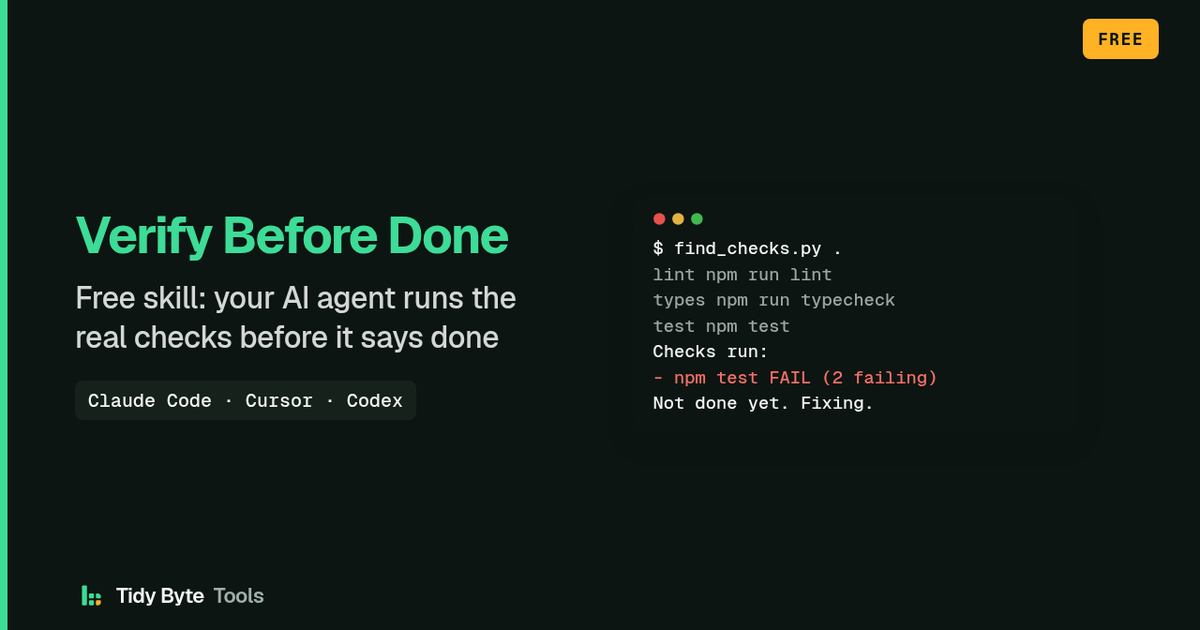 FREE
Verify Before Done
Free skill: your AI agent runs the
real checks before it says done
Claude Code · Cursor · Codex
$ find_checks.py .
lint npm run lint
types npm run typecheck
test npm test
Checks run:
- npm test FAIL (2 failing)
Not done yet. Fixing.
Tidy Byte Tools